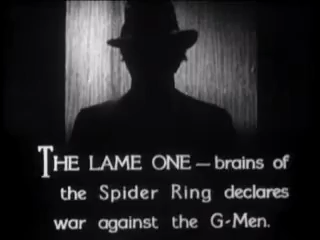 THE LAME ONE — brains of
the Spider Ring declares
war against the G-Men.